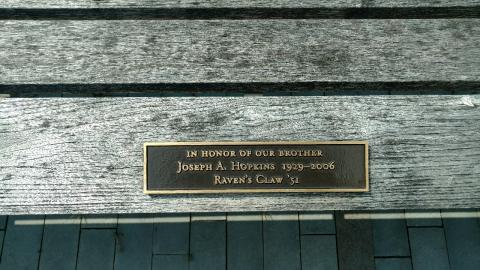 IN HONOR OF OUR BROTHER
JOSEPH A. HOPKINS 1929–2006
RAVEN'S CLAW '51